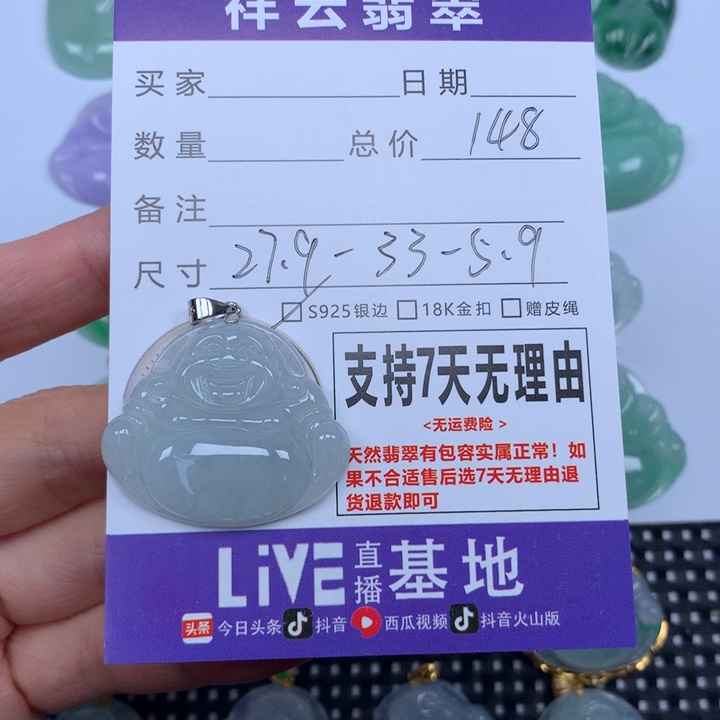 祥云翡翠
买家 日期
数量 总价 148
备注
尺寸 27.9-33-5.9
S925银边 18K金扣 赠皮绳
支持7天无理由
<无运费险>
天然翡翠有包容实属正常！如
果不合适售后选7天无理由退
货退款即可
LiVE 直播 基地
头条 今日头条 抖音 西瓜视频 抖音火山版